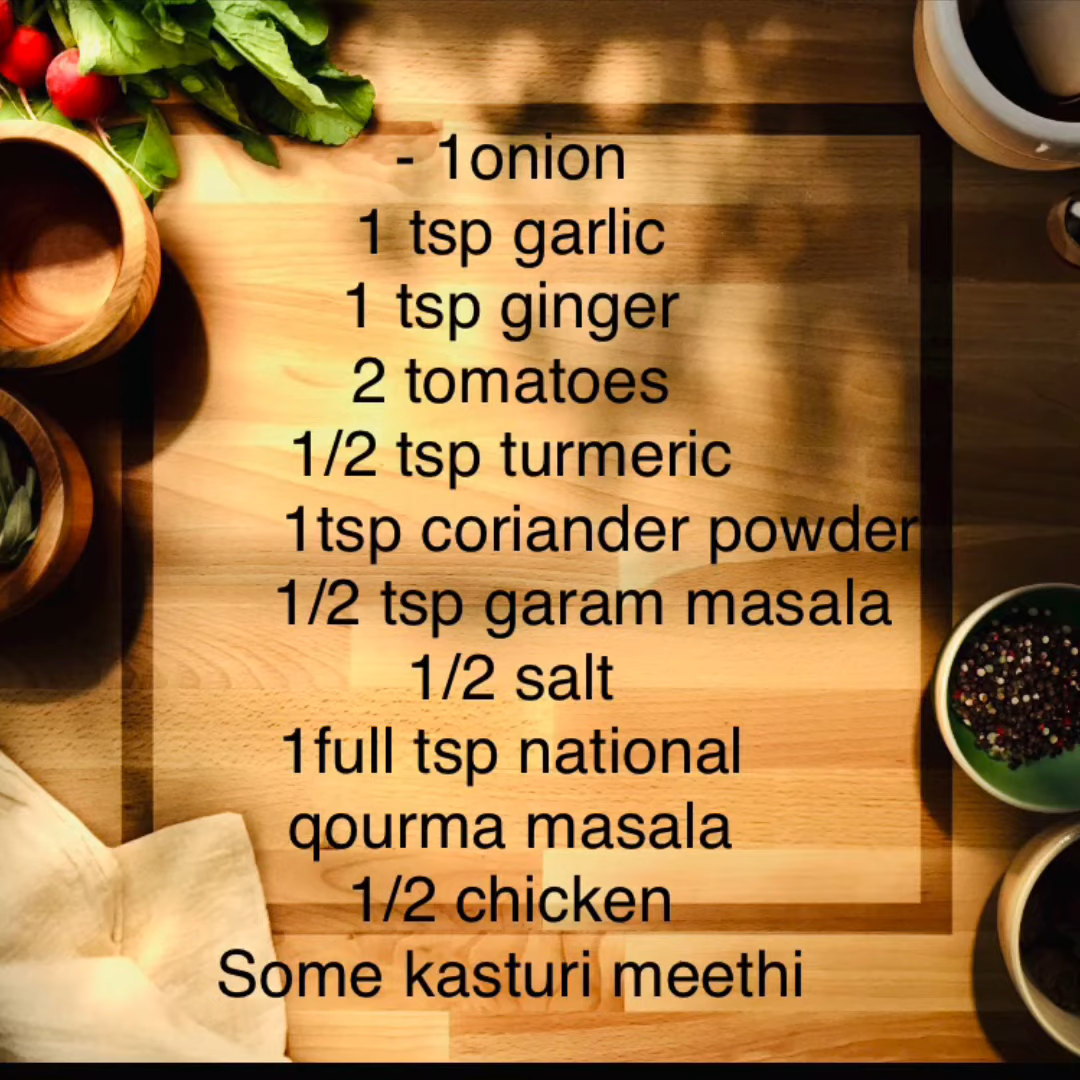 - 1onion
1 tsp garlic
1 tsp ginger
2 tomatoes
1/2 tsp turmeric
1tsp coriander powder
1/2 tsp garam masala
1/2 salt
1full tsp national
qourma masala
1/2 chicken
Some kasturi meethi